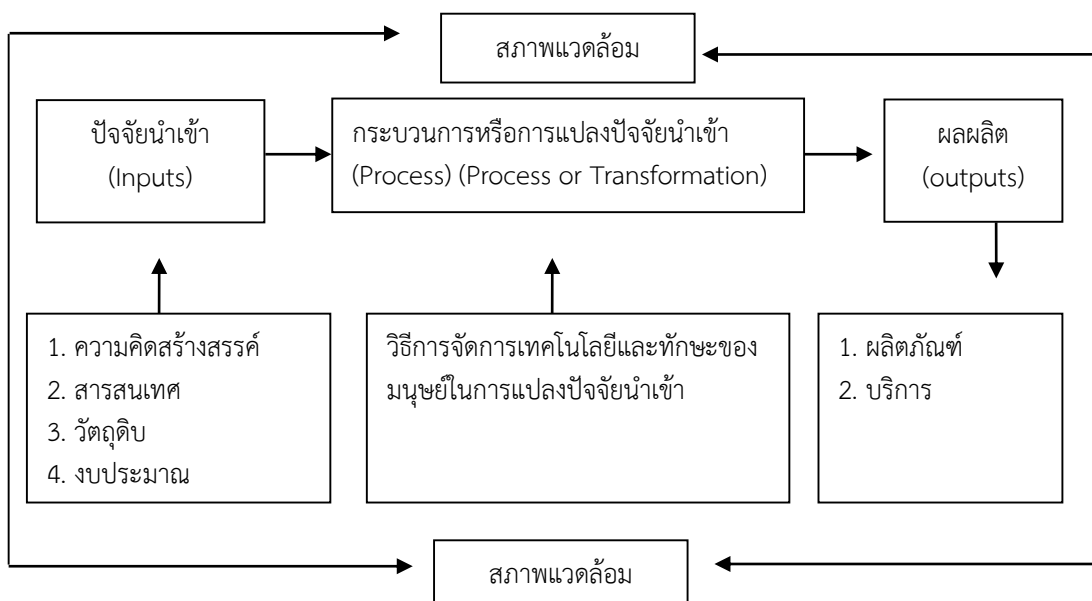 สภาพแวดล้อม
ปัจจัยนำเข้า
(Inputs)
กระบวนการหรือการแปลงปัจจัยนำเข้า
(Process) (Process or Transformation)
ผลผลิต
(outputs)
1. ความคิดสร้างสรรค์
2. สารสนเทศ
3. วัตถุดิบ
4. งบประมาณ
วิธีการจัดการเทคโนโลยีและทักษะของ
มนุษย์ในการแปลงปัจจัยนำเข้า
1. ผลิตภัณฑ์
2. บริการ
สภาพแวดล้อม